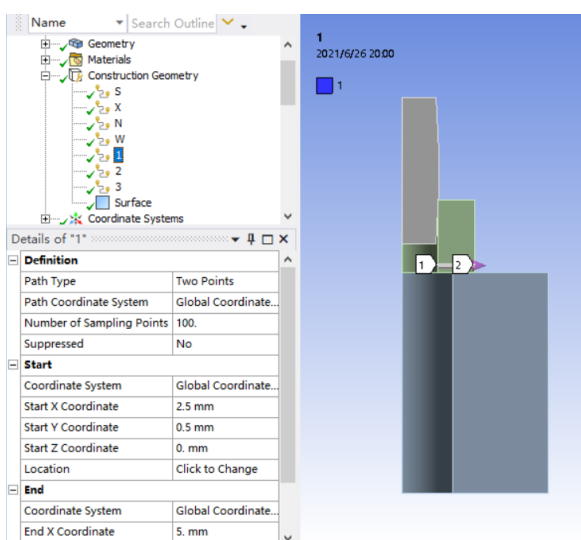 Name Search Outline
Geometry
Materials
Construction Geometry
S
X
N
W
1
2
3
Surface
Coordinate Systems
Details of "1"
Definition
Path Type Two Points
Path Coordinate System Global Coordinate...
Number of Sampling Points 100.
Suppressed No
Start
Coordinate System Global Coordinate...
Start X Coordinate 2.5 mm
Start Y Coordinate 0.5 mm
Start Z Coordinate 0. mm
Location Click to Change
End
Coordinate System Global Coordinate...
End X Coordinate 5. mm
1
2021/6/26 20:00
1
1 2